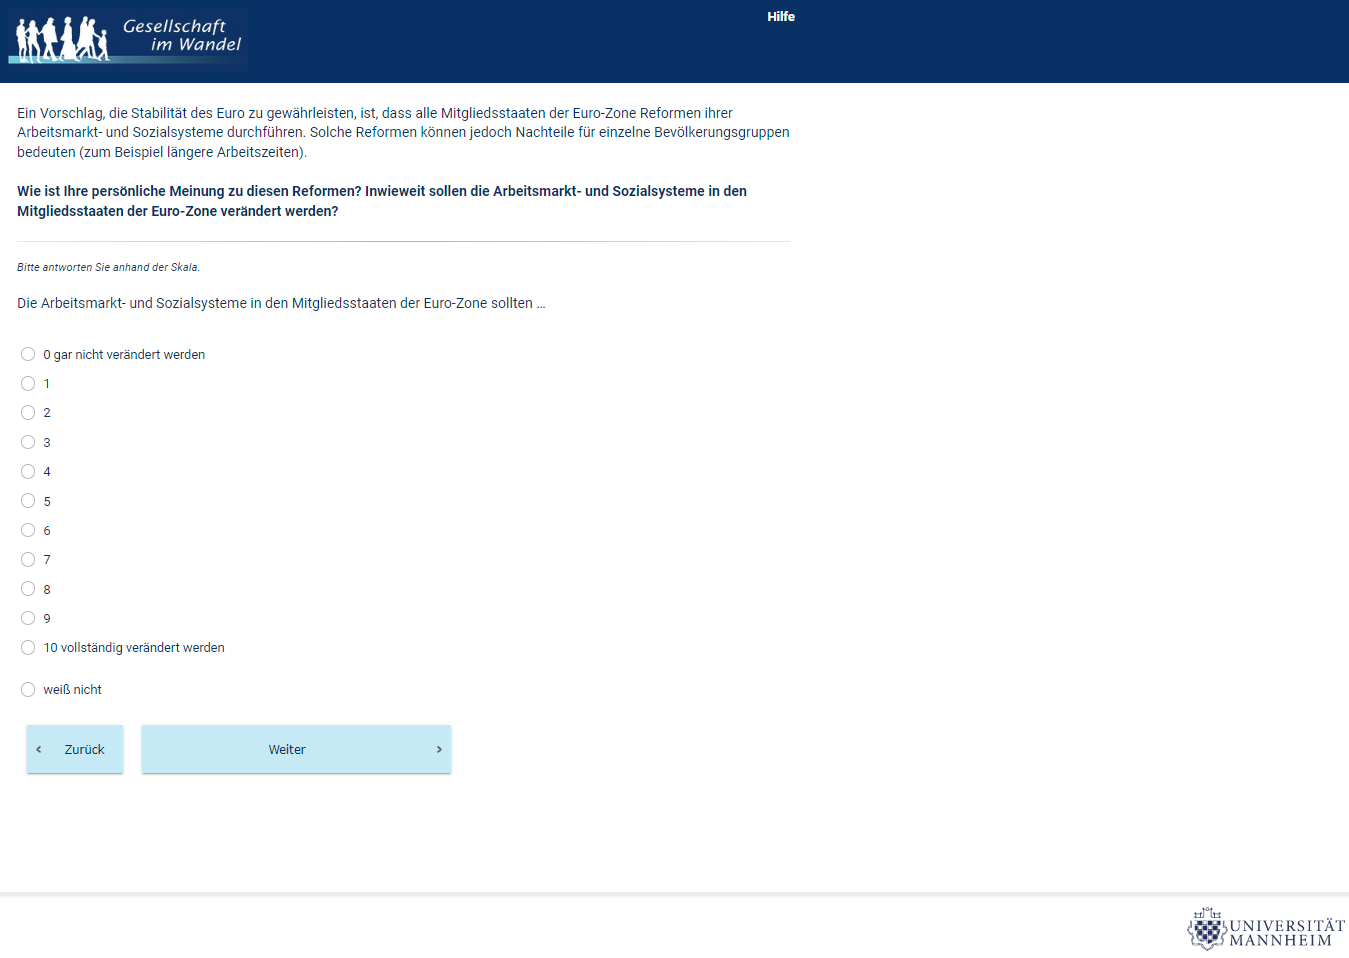 Gesellschaft
im Wandel
Hilfe
Ein Vorschlag, die Stabilität des Euro zu gewährleisten, ist, dass alle Mitgliedsstaaten der Euro-Zone Reformen ihrer
Arbeitsmarkt- und Sozialsysteme durchführen. Solche Reformen können jedoch Nachteile für einzelne Bevölkerungsgruppen
bedeuten (zum Beispiel längere Arbeitszeiten).
Wie ist Ihre persönliche Meinung zu diesen Reformen? Inwieweit sollen die Arbeitsmarkt- und Sozialsysteme in den
Mitgliedsstaaten der Euro-Zone verändert werden?
Bitte antworten Sie anhand der Skala.
Die Arbeitsmarkt- und Sozialsysteme in den Mitgliedsstaaten der Euro-Zone sollten ...
0 gar nicht verändert werden
1
2
3
4
5
6
7
8
9
10 vollständig verändert werden
weiß nicht
‹ Zurück
Weiter ›
UNIVERSITÄT
MANNHEIM